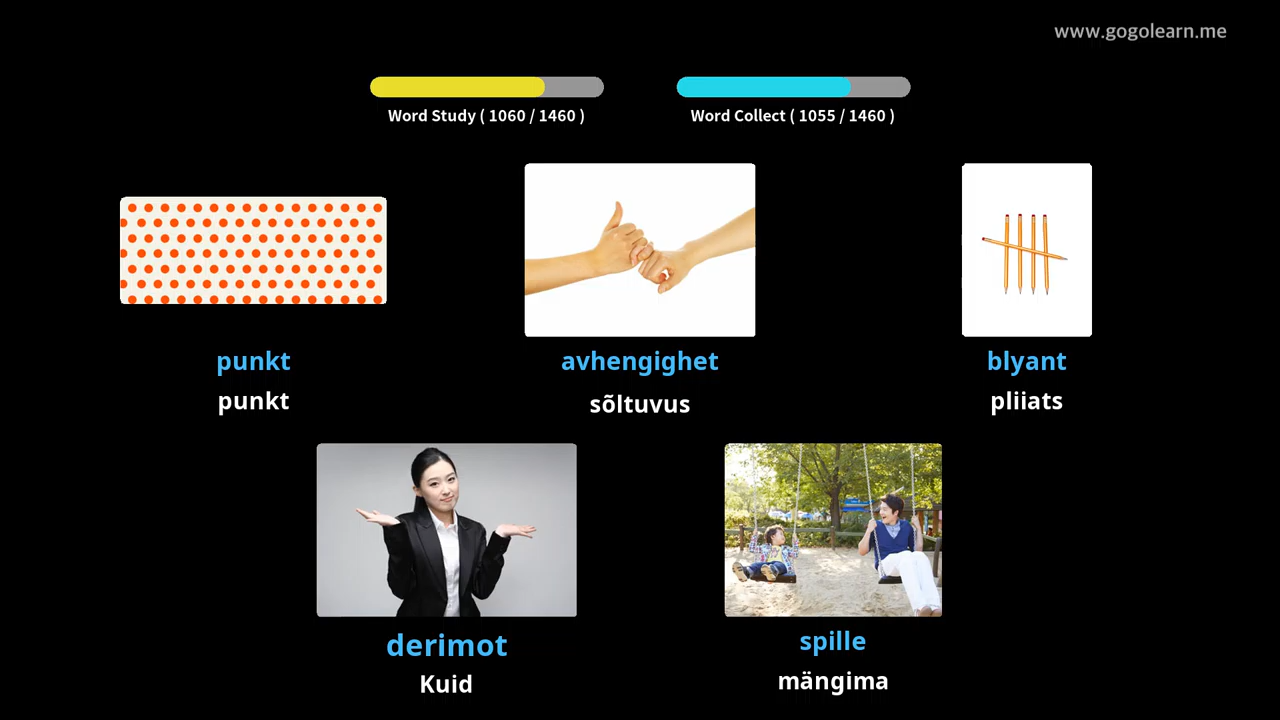 www.gogolearn.me
Word Study ( 1060 / 1460 )
Word Collect ( 1055 / 1460 )
punkt
punkt
avhengighet
sõltuvus
blyant
pliiats
derimot
Kuid
spille
mängima